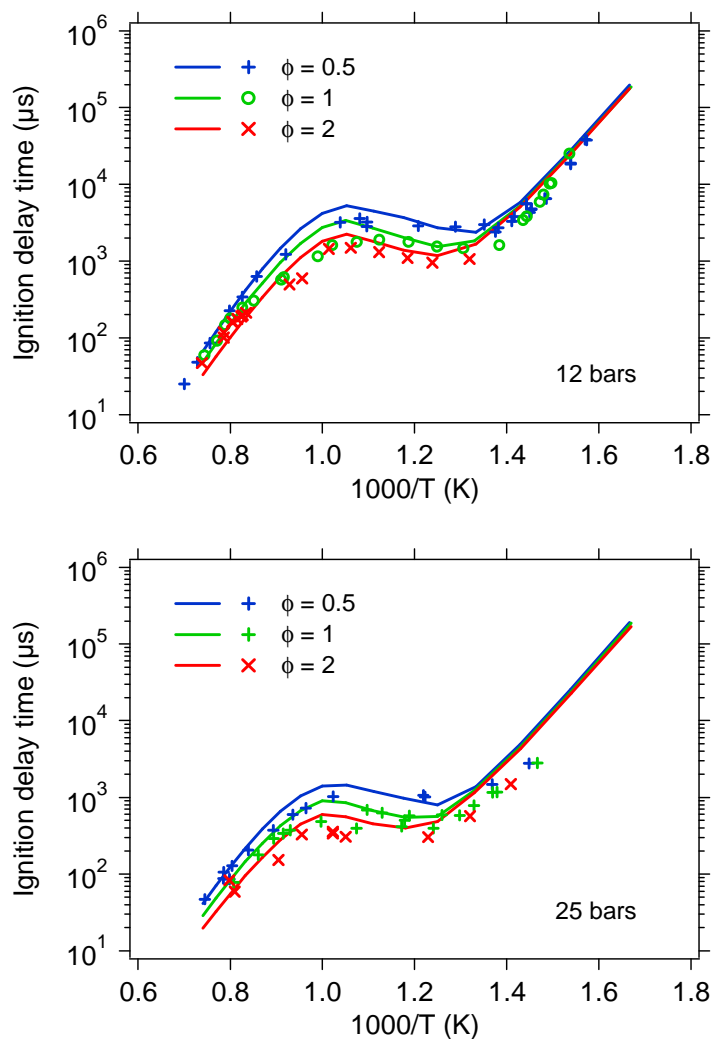 10⁶
10⁵
10⁴
10³
10²
10¹
Ignition delay time (µs)
ϕ = 0.5
ϕ = 1
ϕ = 2
12 bars
0.6 0.8 1.0 1.2 1.4 1.6 1.8
1000/T (K)
10⁶
10⁵
10⁴
10³
10²
10¹
Ignition delay time (µs)
ϕ = 0.5
ϕ = 1
ϕ = 2
25 bars
0.6 0.8 1.0 1.2 1.4 1.6 1.8
1000/T (K)